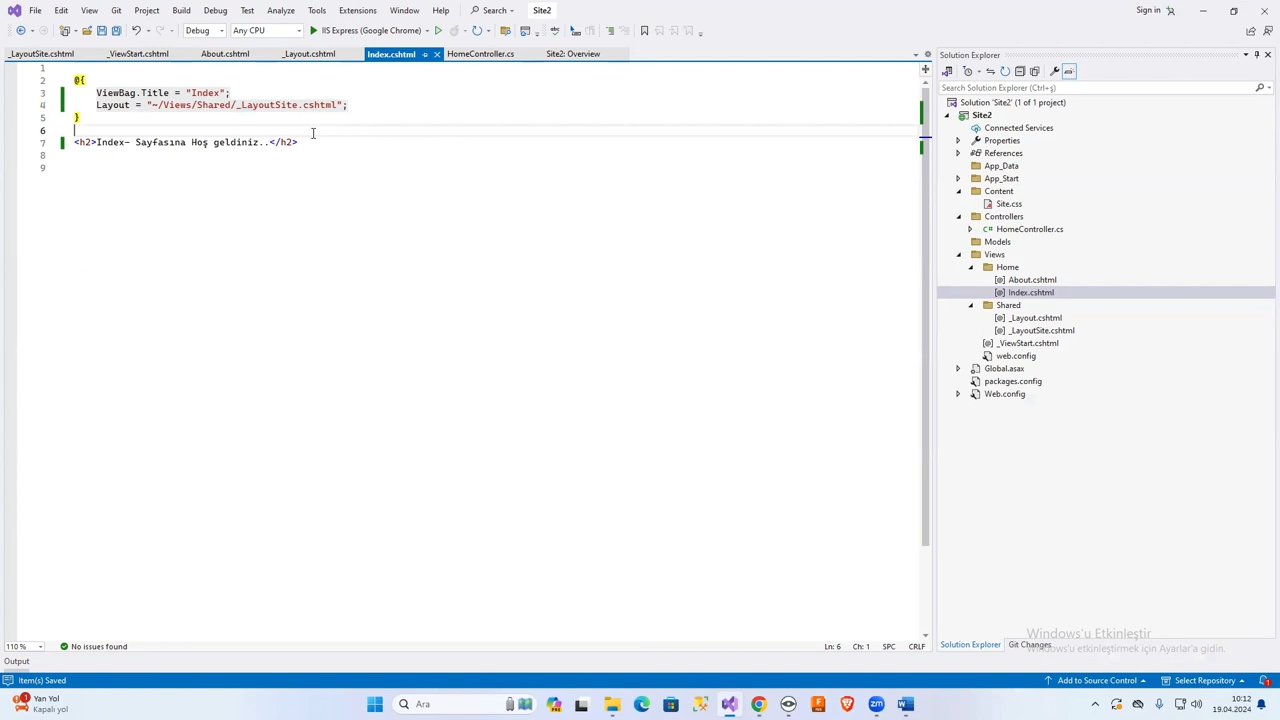 File Edit View Git Project Build Debug Test Analyze Tools Extensions Window Help Search Site2 Sign in
Debug Any CPU IIS Express (Google Chrome)
_LayoutSite.cshtml _ViewStart.cshtml About.cshtml _Layout.cshtml Index.cshtml HomeController.cs Site2: Overview
1
2 @{
3 ViewBag.Title = "Index";
4 Layout = "~/Views/Shared/_LayoutSite.cshtml";
5 }
6
7 <h2>Index- Sayfasına Hoş geldiniz..</h2>
8
9
Solution Explorer
Search Solution Explorer (Ctrl+ş)
Solution 'Site2' (1 of 1 project)
Site2
Connected Services
Properties
References
App_Data
App_Start
Content
Site.css
Controllers
HomeController.cs
Models
Views
Home
About.cshtml
Index.cshtml
Shared
_Layout.cshtml
_LayoutSite.cshtml
_ViewStart.cshtml
web.config
Global.asax
packages.config
Web.config
Windows'u Etkinleştir
Windows'u etkinleştirmek için Ayarlar'a gidin.
Solution Explorer Git Changes
110 % No issues found Ln: 6 Ch: 1 SPC CRLF
Output
Item(s) Saved Add to Source Control Select Repository
Yan Yol
Kapalı yol
Ara
10:12
19.04.2024